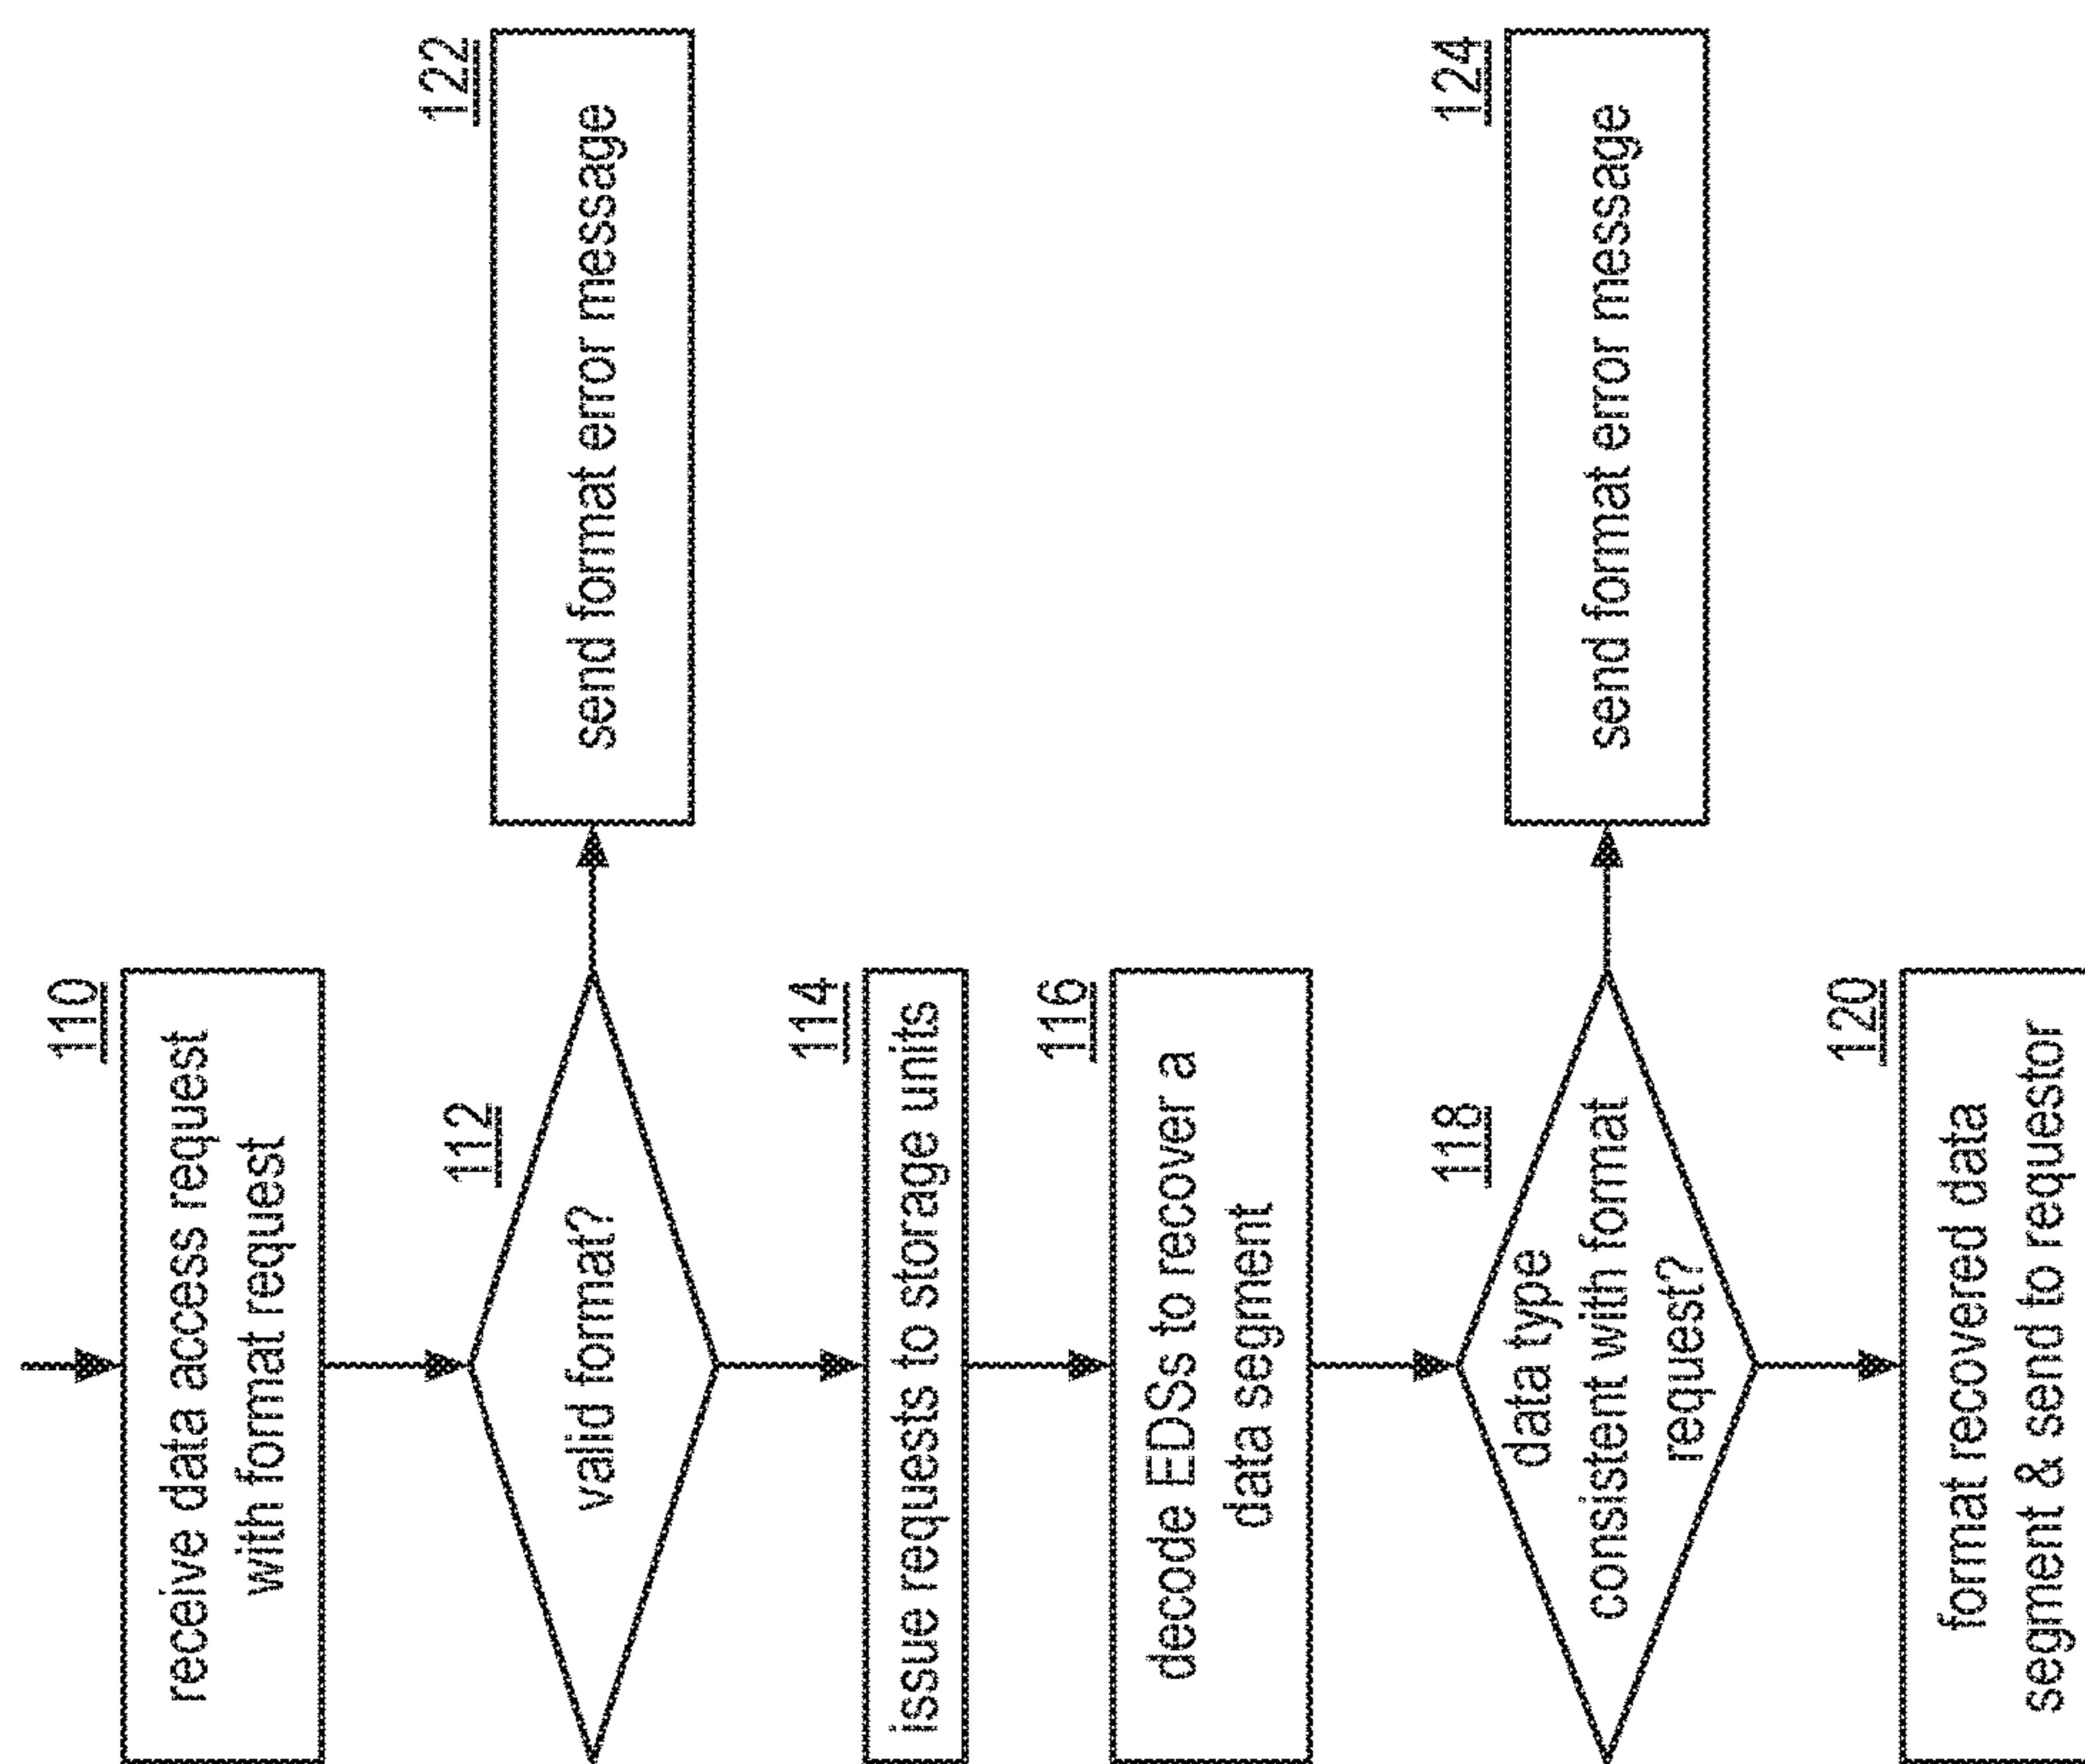 110
receive data access request
with format request
112
valid format?
122
send format error message
114
issue requests to storage units
116
decode EDSs to recover a
data segment
118
data type
consistent with format
request?
124
send format error message
120
format recovered data
segment & send to requestor